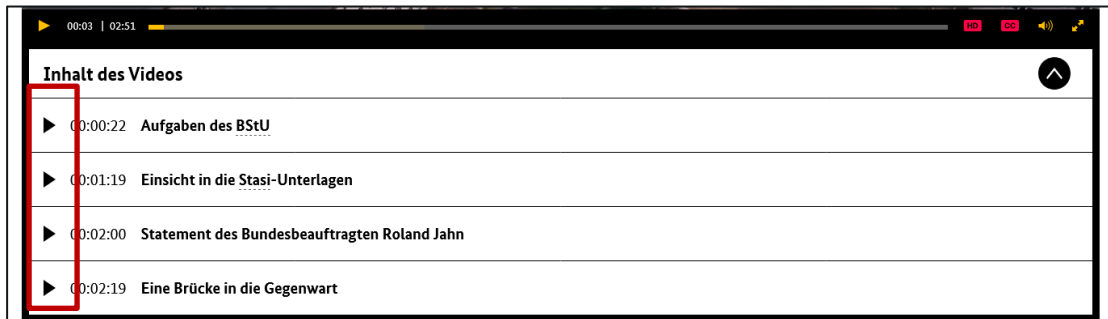 00:03 | 02:51 HD CC
Inhalt des Videos
00:00:22 Aufgaben des BStU
00:01:19 Einsicht in die Stasi-Unterlagen
00:02:00 Statement des Bundesbeauftragten Roland Jahn
00:02:19 Eine Brücke in die Gegenwart